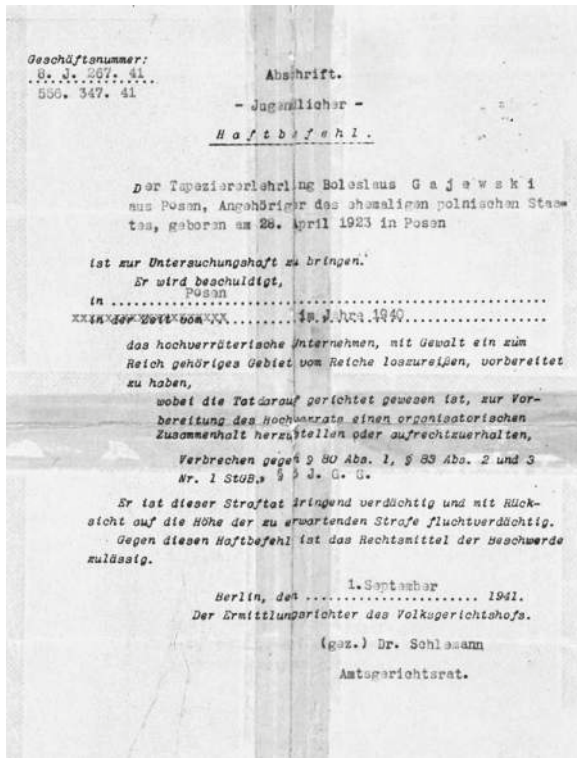 Geschäftsnummer:
8. J. 267. 41
556. 347. 41
Abschrift.
- Jugendlicher -
Haftbefehl.
Der Tapeziererlehrling Boleslaus Gajewski
aus Posen, Angehöriger des ehemaligen polnischen Staa=
tes, geboren am 28. April 1923 in Posen
ist zur Untersuchungshaft zu bringen.
Er wird beschuldigt,
in Posen
in der Zeit vom im Jahre 1940
das hochverräterische Unternehmen, mit Gewalt ein zum
Reich gehöriges Gebiet vom Reiche loszureißen, vorbereitet
zu haben,
wobei die Tat darauf gerichtet gewesen ist, zur Vor-
bereitung des Hochverrats einen organisatorischen
Zusammenhalt herzustellen oder aufrechtzuerhalten,
Verbrechen gegen § 80 Abs. 1, § 83 Abs. 2 und 3
Nr. 1 StGB., § J. G. G.
Er ist dieser Straftat dringend verdächtig und mit Rück-
sicht auf die Höhe der zu erwartenden Strafe fluchtverdächtig.
Gegen diesen Haftbefehl ist das Rechtsmittel der Beschwerde
zulässig.
Berlin, den 1. September 1941.
Der Ermittlungsrichter des Volksgerichtshofs.
(gez.) Dr. Schlemann
Amtsgerichtsrat.